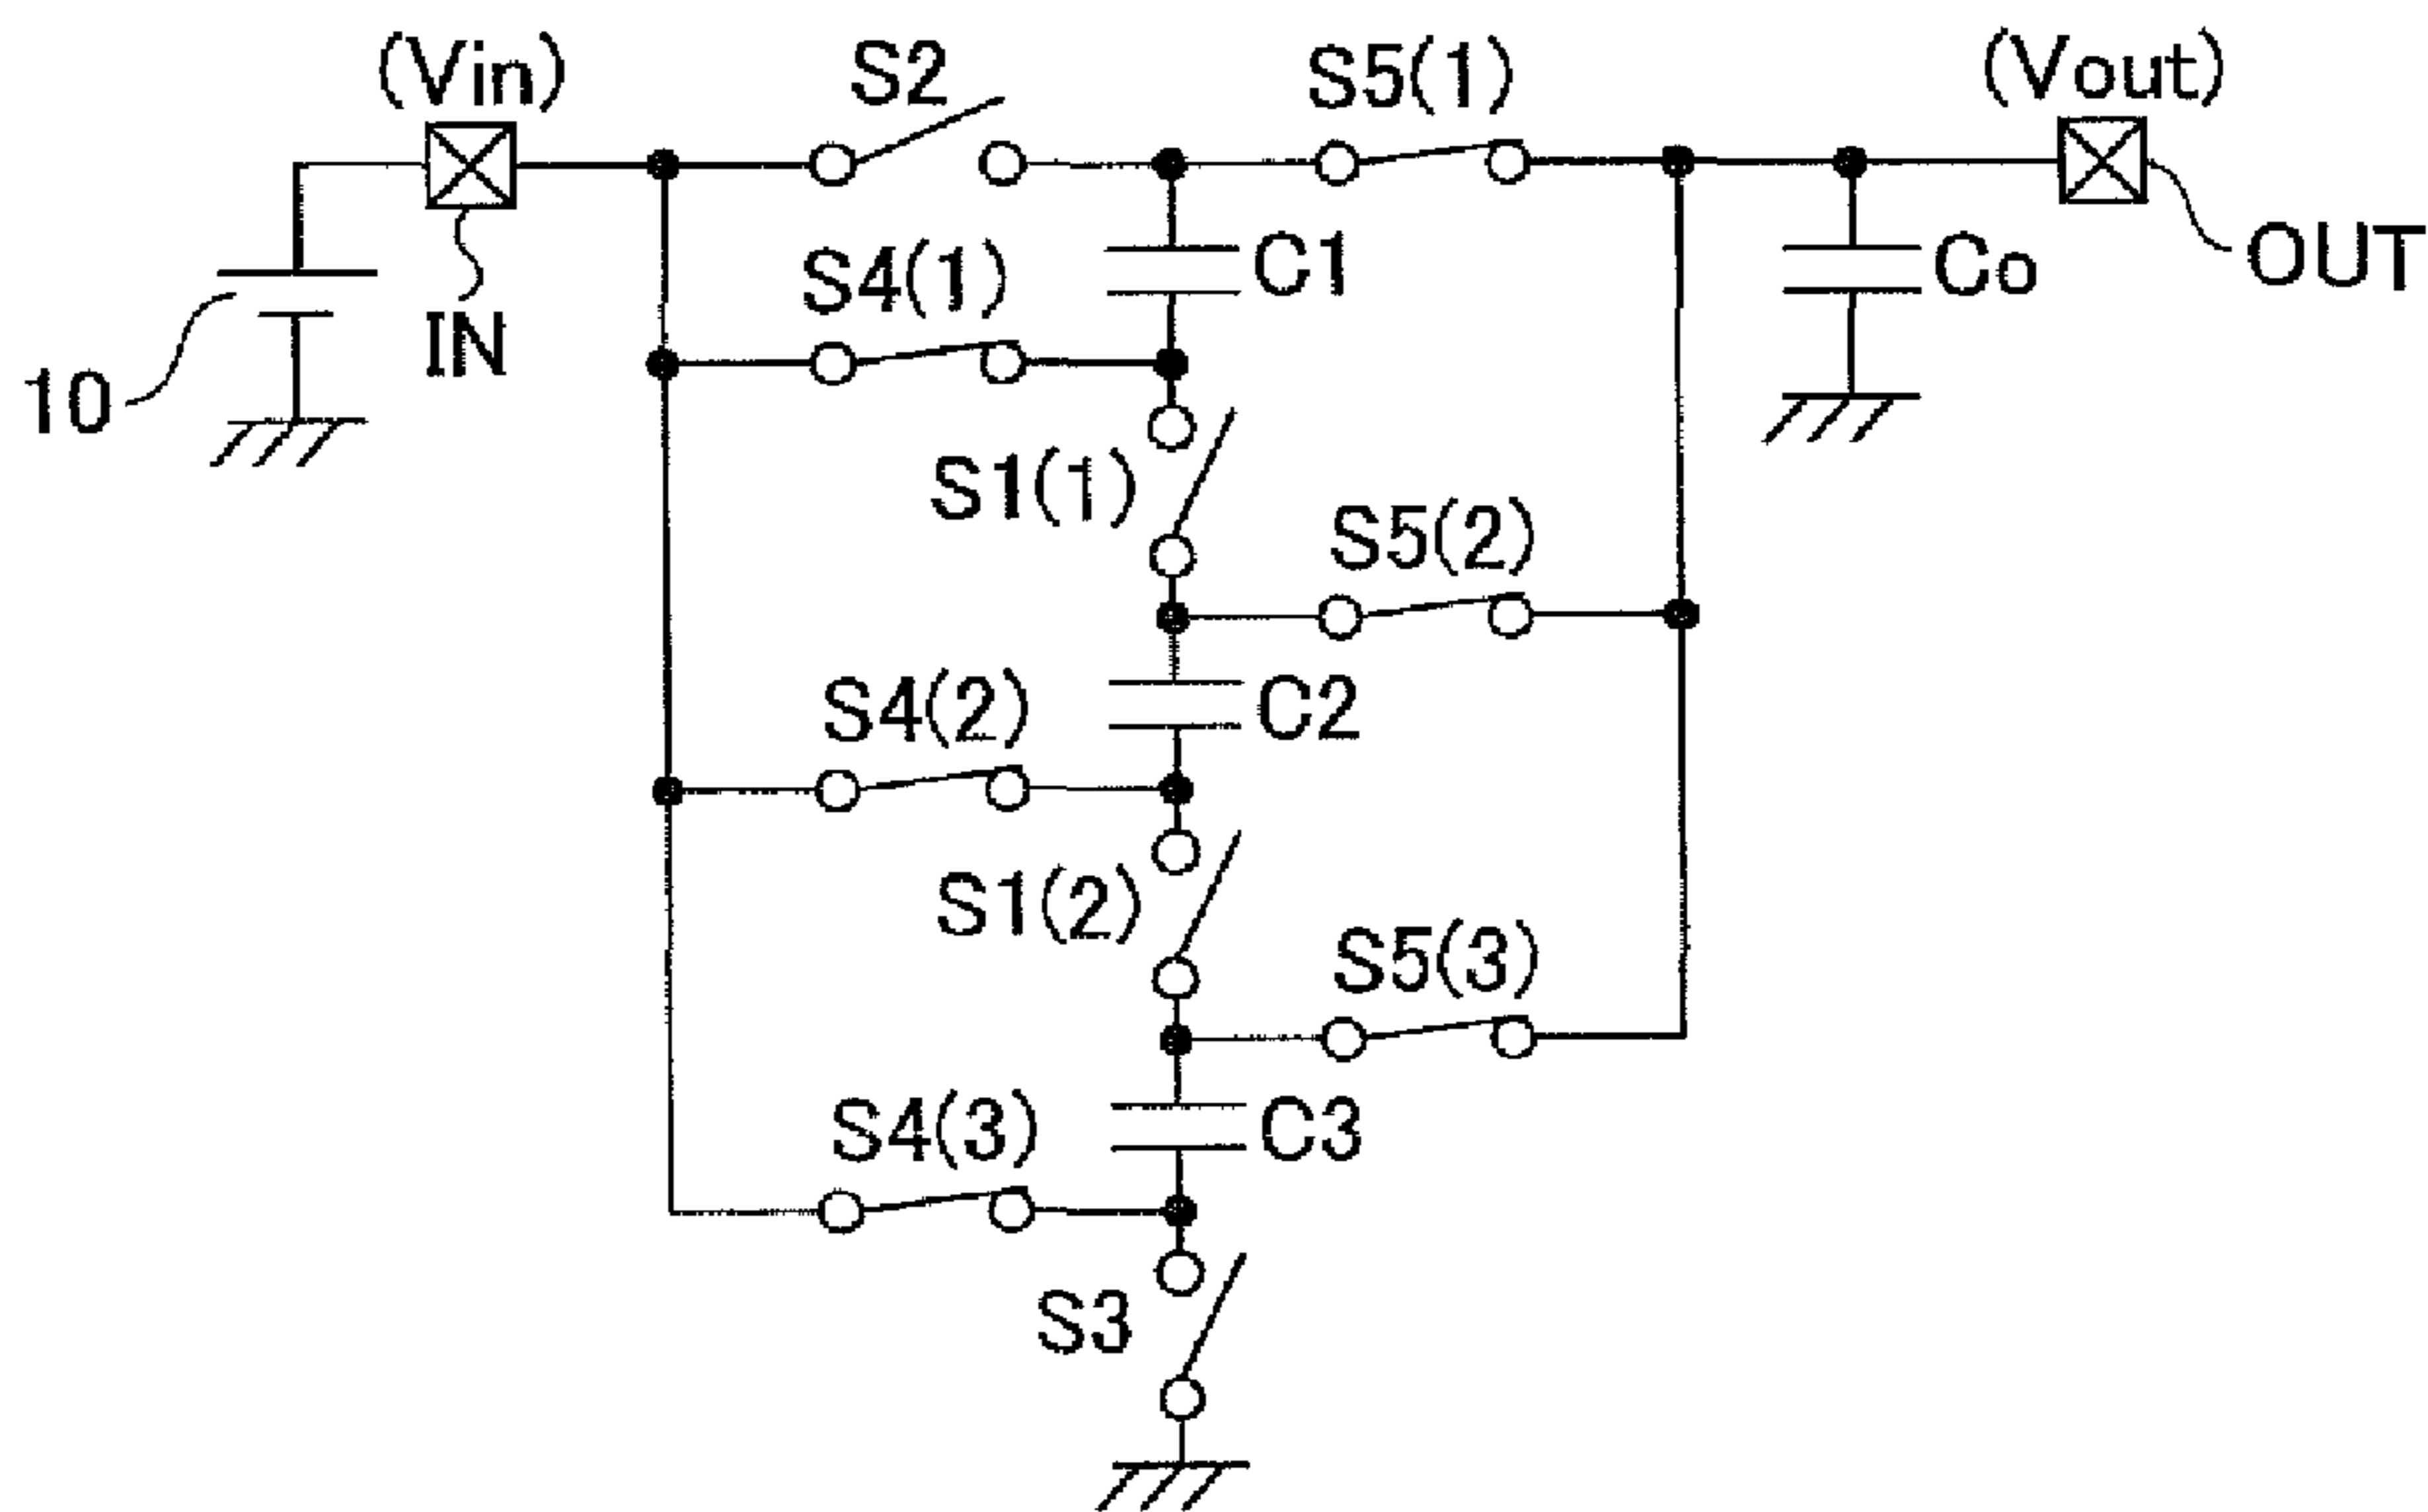 (Vin)
S2
S5(1)
(Vout)
S4(1)
C1
Co
OUT
10
IN
S1(1)
S5(2)
S4(2)
C2
S1(2)
S5(3)
S4(3)
C3
S3